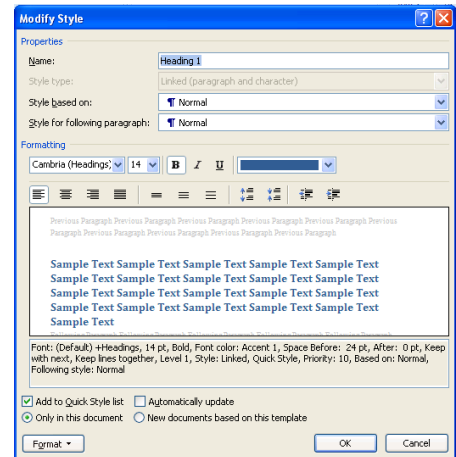 Modify Style
Properties
Name: Heading 1
Style type: Linked (paragraph and character)
Style based on: ¶ Normal
Style for following paragraph: ¶ Normal
Formatting
Cambria (Headings) 14 B I U
Previous Paragraph Previous Paragraph Previous Paragraph Previous Paragraph Previous
Paragraph Previous Paragraph Previous Paragraph Previous Paragraph
Sample Text Sample Text Sample Text Sample Text Sample Text
Sample Text Sample Text Sample Text Sample Text Sample Text
Sample Text Sample Text Sample Text Sample Text Sample Text
Sample Text Sample Text Sample Text Sample Text Sample Text
Sample Text
Font: (Default) +Headings, 14 pt, Bold, Font color: Accent 1, Space Before: 24 pt, After: 0 pt, Keep
with next, Keep lines together, Level 1, Style: Linked, Quick Style, Priority: 10, Based on: Normal,
Following style: Normal
Add to Quick Style list Automatically update
Only in this document New documents based on this template
Format OK Cancel